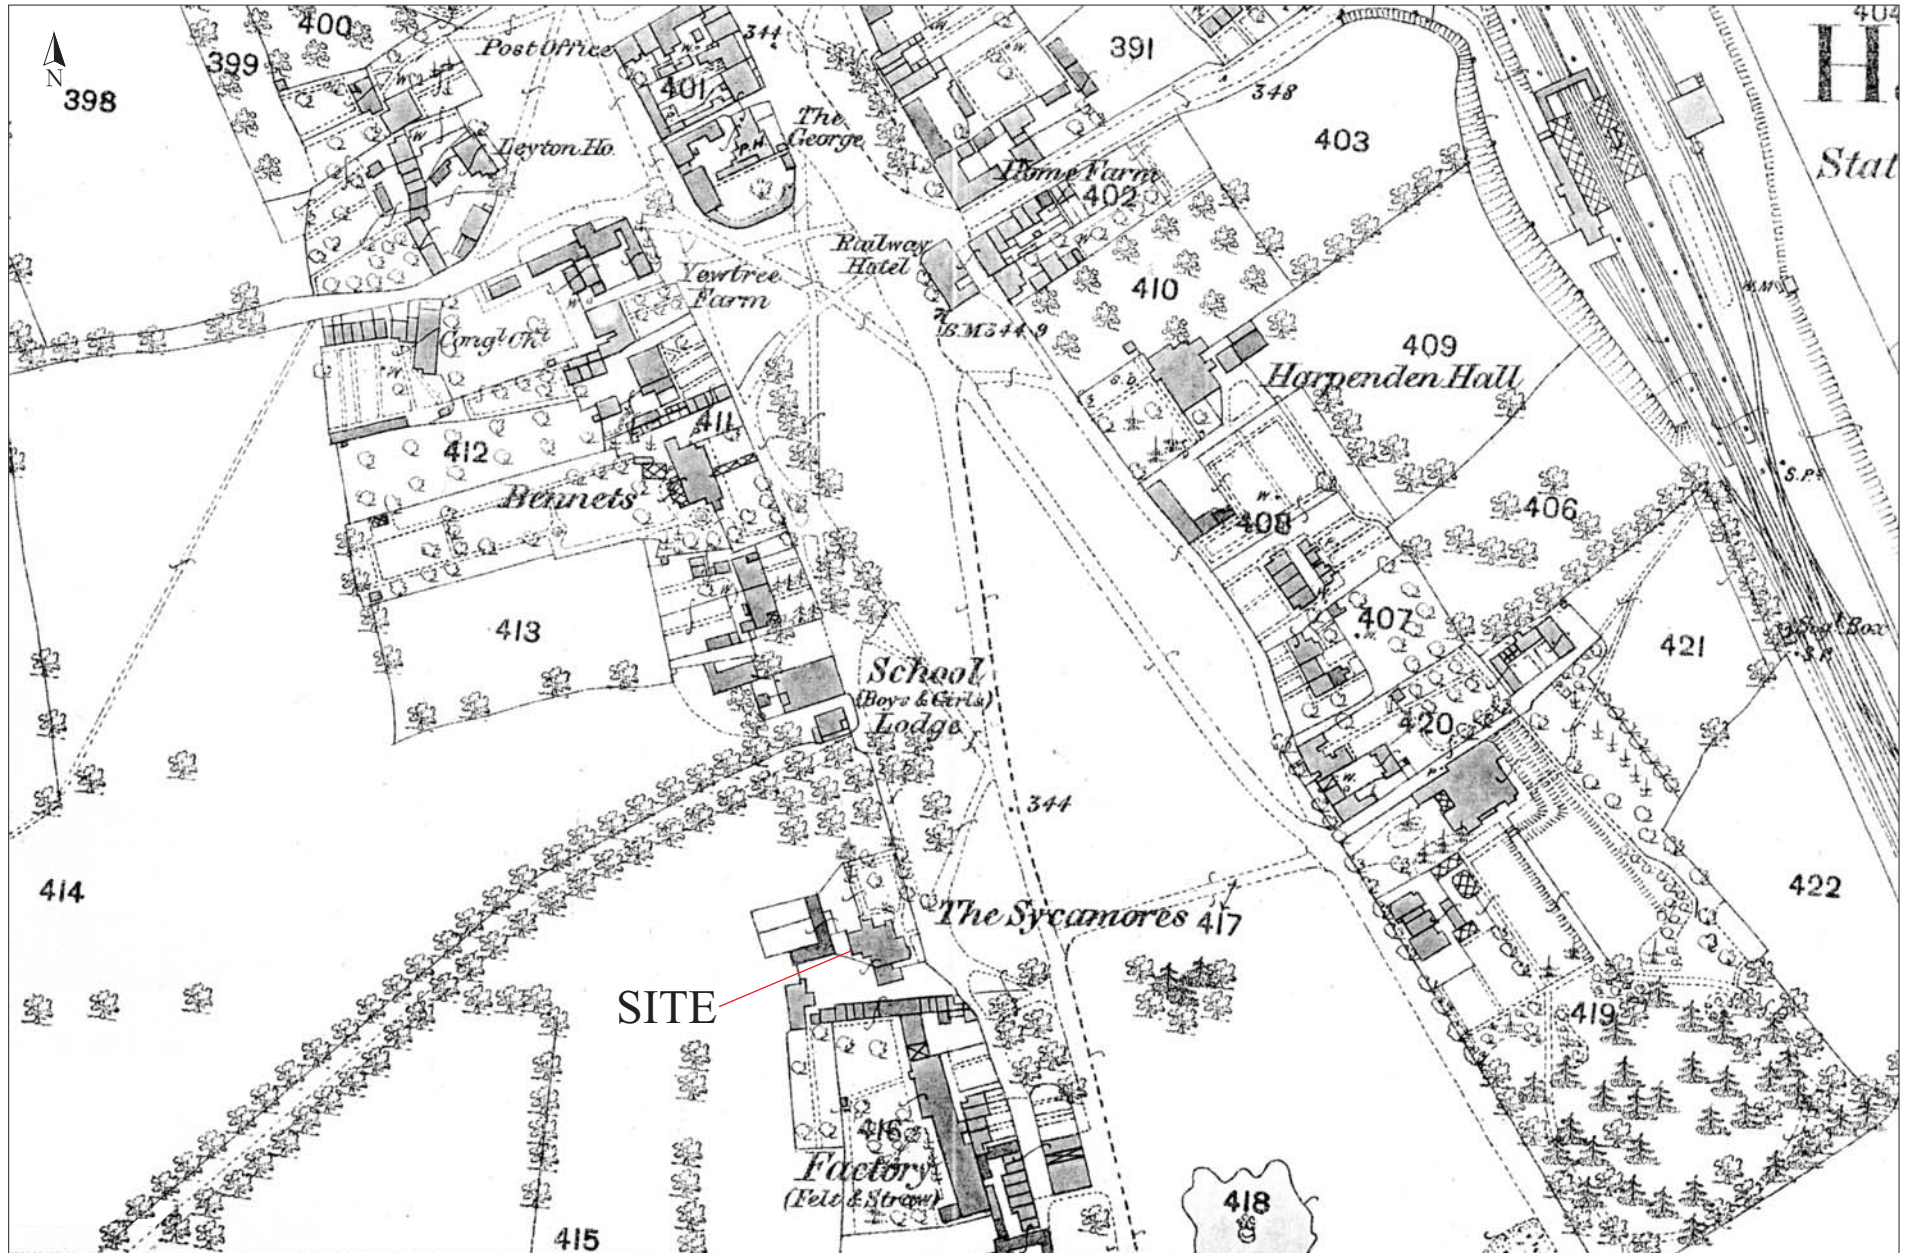 400
404
399
Post Office
344
H
W
W
W.
391
N
398
W
401
348
Stat
The
George
P.H.
Leyton Ho.
403
Home Farm
402
W
Railway
Hotel
Yewtree
Farm
W
410
B.M. 344.9
Cong.l Ch.l
409
W
S.D.
Harpenden Hall
411
412
S.Ps
Bennets
W.
408
406
W
413
407
W.
421
School
(Boys & Girls)
Lodge
S.P.
420
344
W.
P.
414
422
The Sycamores
417
SITE
419
416
Factory
(Felt & Straw)
418
415